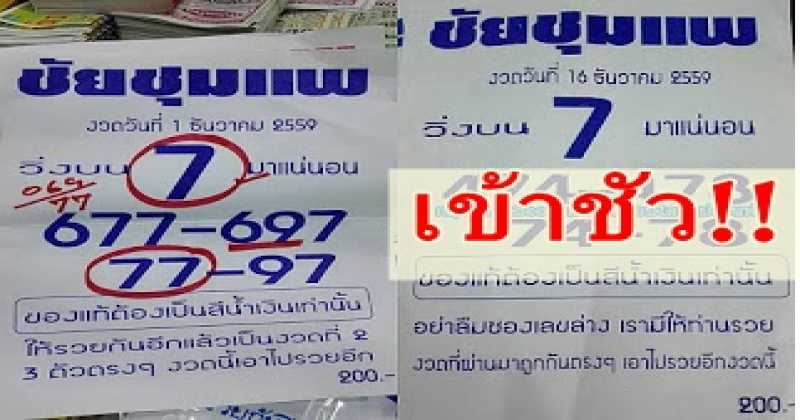 ชัยชุมแพ
งวดวันที่ 1 ธันวาคม 2559
วิ่งบน 7 มาแน่นอน
069
77
677-697
77-97
ของแท้ต้องเป็นสีน้ำเงินเท่านั้น
ให้รวยกันอีกแล้วเป็นงวดที่ 2
3 ตัวตรงๆ งวดนี้เอาไปรวยอีก
200.-
ชัยชุมแพ
งวดวันที่ 16 ธันวาคม 2559
วิ่งบน 7 มาแน่นอน
เข้าชัว!!
74-78
ของแท้ต้องเป็นสีน้ำเงินเท่านั้น
อย่าลืมซองเลขล่าง เรามีให้ท่านรวย
งวดที่ผ่านมาถูกกันตรงๆ เอาไปรวยอีกงวดนี้
200.-